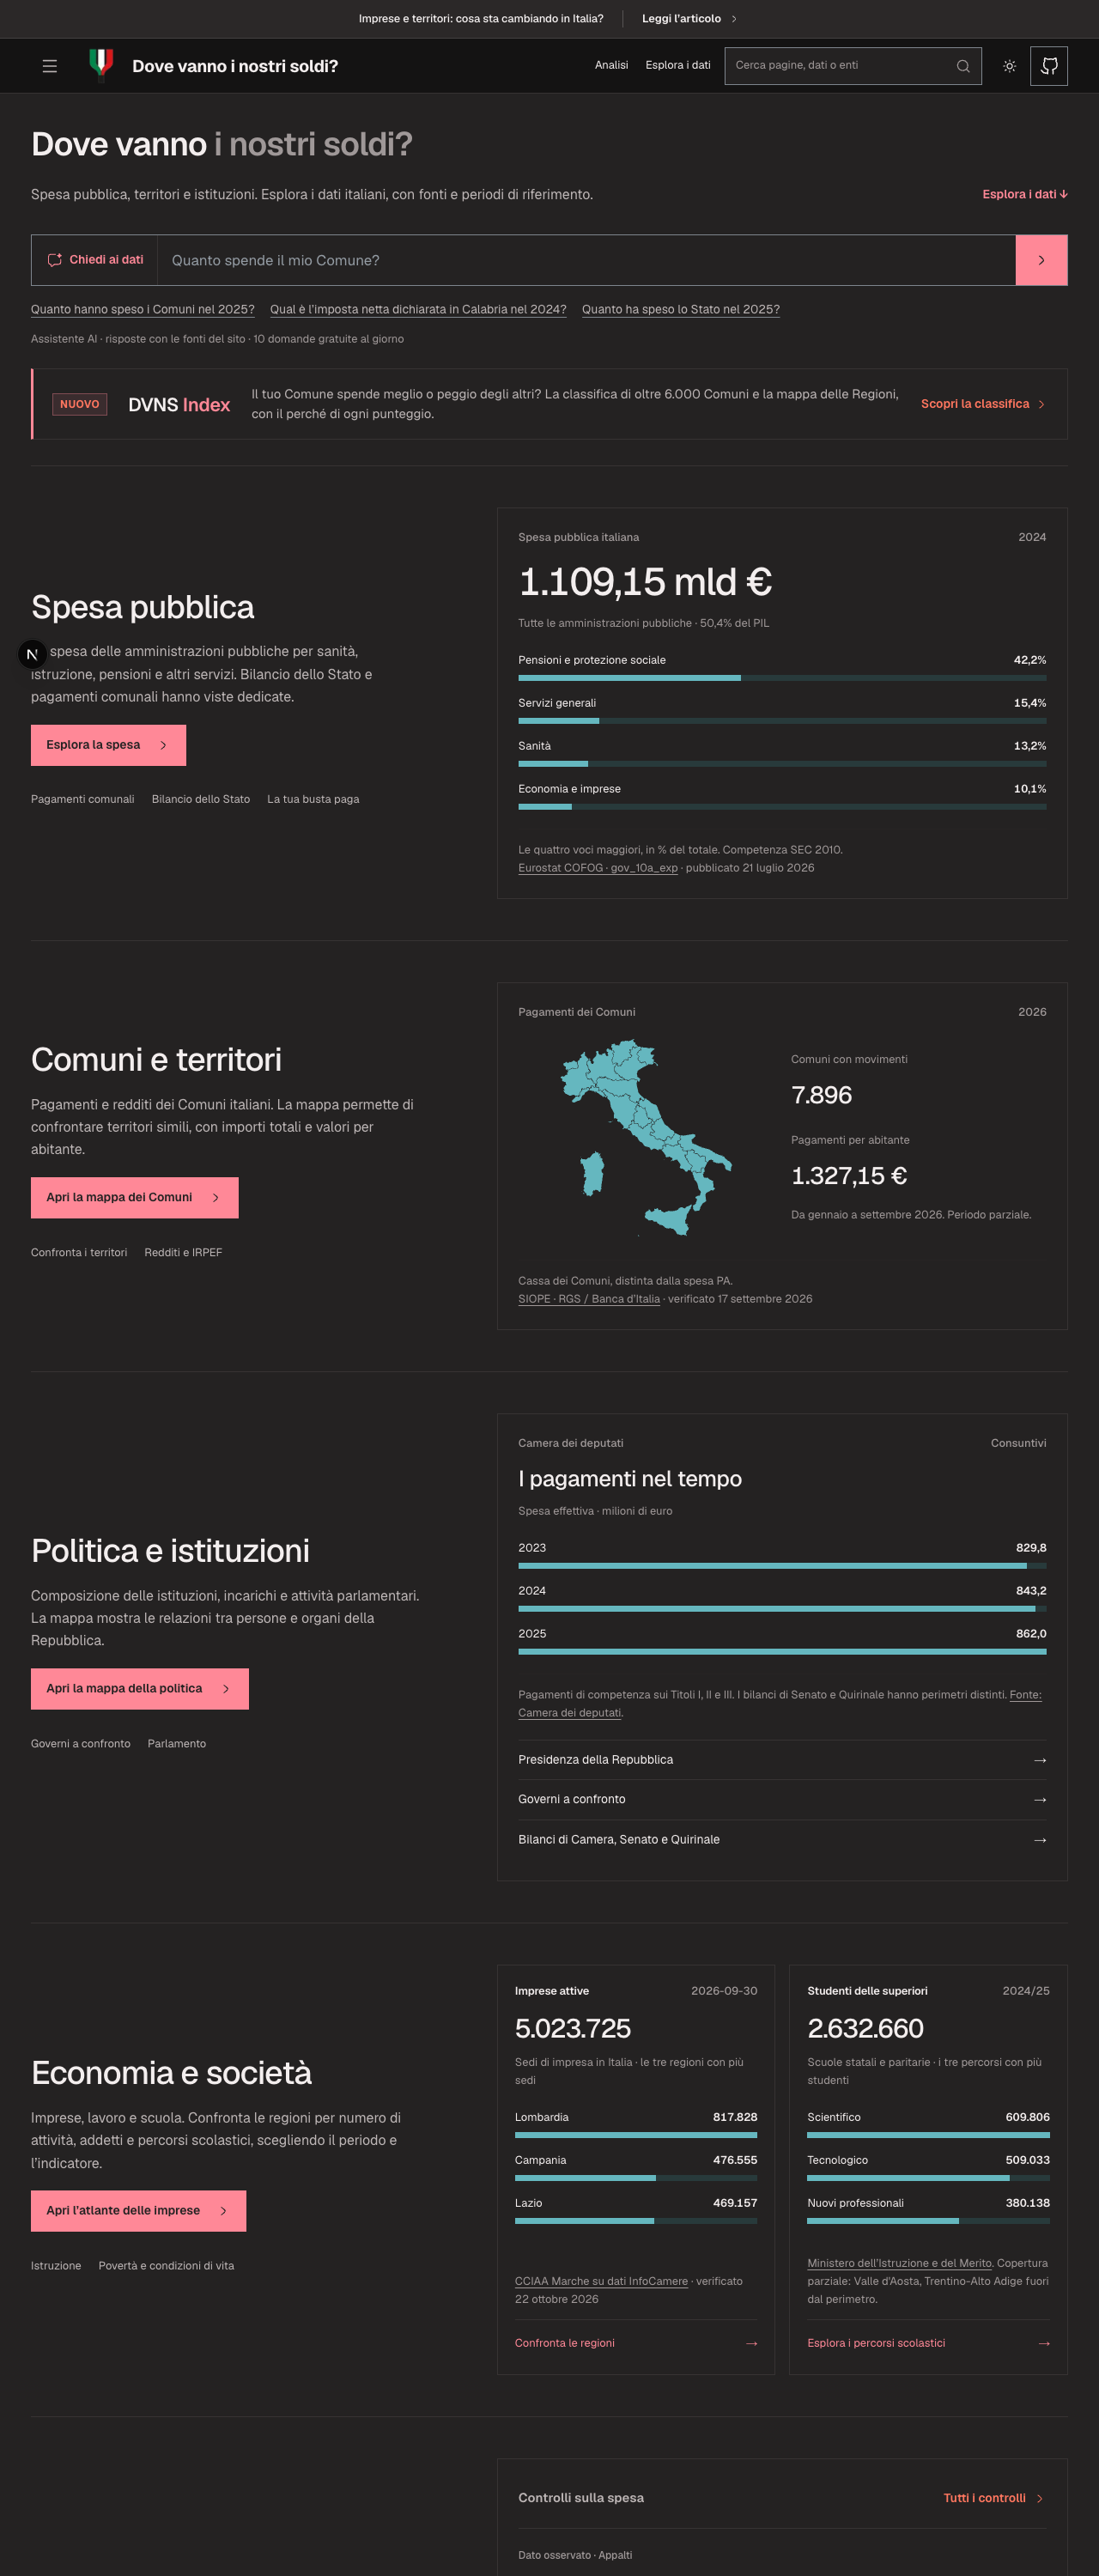 Imprese e territori: cosa sta cambiando in Italia?
Leggi l'articolo
Dove vanno i nostri soldi?
Analisi
Esplora i dati
Cerca pagine, dati o enti
Dove vanno i nostri soldi?
Spesa pubblica, territori e istituzioni. Esplora i dati italiani, con fonti e periodi di riferimento.
Esplora i dati ↓
Chiedi ai dati
Quanto spende il mio Comune?
Quanto hanno speso i Comuni nel 2025?
Qual è l'imposta netta dichiarata in Calabria nel 2024?
Quanto ha speso lo Stato nel 2025?
Assistente AI · risposte con le fonti del sito · 10 domande gratuite al giorno
NUOVO
DVNS Index
Il tuo Comune spende meglio o peggio degli altri? La classifica di oltre 6.000 Comuni e la mappa delle Regioni,
con il perché di ogni punteggio.
Scopri la classifica
Spesa pubblica
spesa delle amministrazioni pubbliche per sanità,
istruzione, pensioni e altri servizi. Bilancio dello Stato e
pagamenti comunali hanno viste dedicate.
Esplora la spesa
Pagamenti comunali
Bilancio dello Stato
La tua busta paga
Spesa pubblica italiana
2024
1.109,15 mld €
Tutte le amministrazioni pubbliche · 50,4% del PIL
Pensioni e protezione sociale
42,2%
Servizi generali
15,4%
Sanità
13,2%
Economia e imprese
10,1%
Le quattro voci maggiori, in % del totale. Competenza SEC 2010.
Eurostat COFOG · gov_10a_exp · pubblicato 21 luglio 2026
Comuni e territori
Pagamenti e redditi dei Comuni italiani. La mappa permette di
confrontare territori simili, con importi totali e valori per
abitante.
Apri la mappa dei Comuni
Confronta i territori
Redditi e IRPEF
Pagamenti dei Comuni
2026
Comuni con movimenti
7.896
Pagamenti per abitante
1.327,15 €
Da gennaio a settembre 2026. Periodo parziale.
Cassa dei Comuni, distinta dalla spesa PA.
SIOPE · RGS / Banca d'Italia · verificato 17 settembre 2026
Politica e istituzioni
Composizione delle istituzioni, incarichi e attività parlamentari.
La mappa mostra le relazioni tra persone e organi della
Repubblica.
Apri la mappa della politica
Governi a confronto
Parlamento
Camera dei deputati
Consuntivi
I pagamenti nel tempo
Spesa effettiva · milioni di euro
2023
829,8
2024
843,2
2025
862,0
Pagamenti di competenza sui Titoli I, II e III. I bilanci di Senato e Quirinale hanno perimetri distinti. Fonte:
Camera dei deputati.
Presidenza della Repubblica →
Governi a confronto →
Bilanci di Camera, Senato e Quirinale →
Economia e società
Imprese, lavoro e scuola. Confronta le regioni per numero di
attività, addetti e percorsi scolastici, scegliendo il periodo e
l'indicatore.
Apri l'atlante delle imprese
Istruzione
Povertà e condizioni di vita
Imprese attive
2026-09-30
5.023.725
Sedi di impresa in Italia · le tre regioni con più
sedi
Lombardia
817.828
Campania
476.555
Lazio
469.157
CCIAA Marche su dati InfoCamere · verificato
22 ottobre 2026
Confronta le regioni →
Studenti delle superiori
2024/25
2.632.660
Scuole statali e paritarie · i tre percorsi con più
studenti
Scientifico
609.806
Tecnologico
509.033
Nuovi professionali
380.138
Ministero dell'Istruzione e del Merito. Copertura
parziale: Valle d'Aosta, Trentino-Alto Adige fuori
dal perimetro.
Esplora i percorsi scolastici →
Controlli sulla spesa
Tutti i controlli
Dato osservato · Appalti